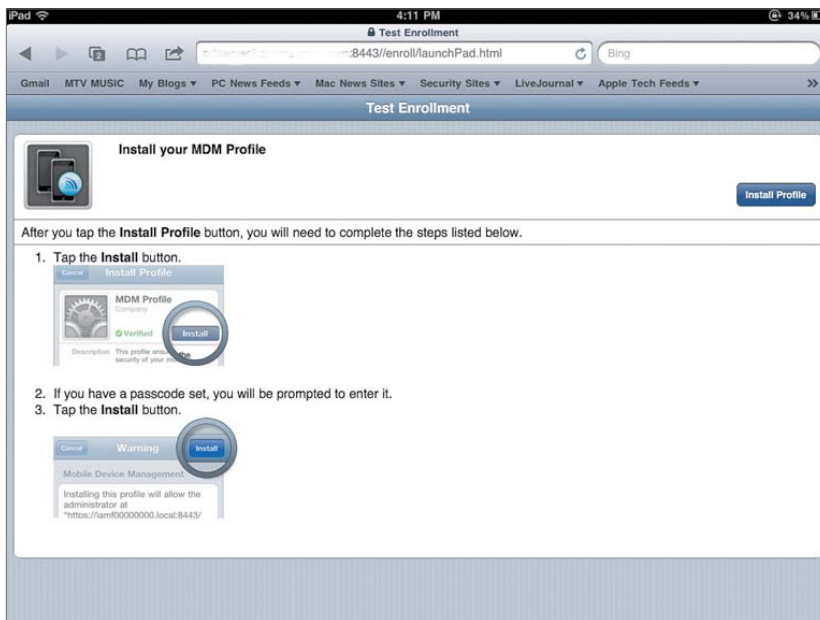 iPad 4:11 PM 34%
Test Enrollment
:8443//enroll/launchPad.html Bing
Gmail MTV MUSIC My Blogs ▾ PC News Feeds ▾ Mac News Sites ▾ Security Sites ▾ LiveJournal ▾ Apple Tech Feeds ▾ »
Test Enrollment
Install your MDM Profile
Install Profile
After you tap the Install Profile button, you will need to complete the steps listed below.
1. Tap the Install button.
Cancel Install Profile
MDM Profile
Company
Verified Install
Description This profile ensures the
security of your
2. If you have a passcode set, you will be prompted to enter it.
3. Tap the Install button.
Cancel Warning Install
Mobile Device Management
Installing this profile will allow the
administrator at
"https://jamf00000000.local:8443/